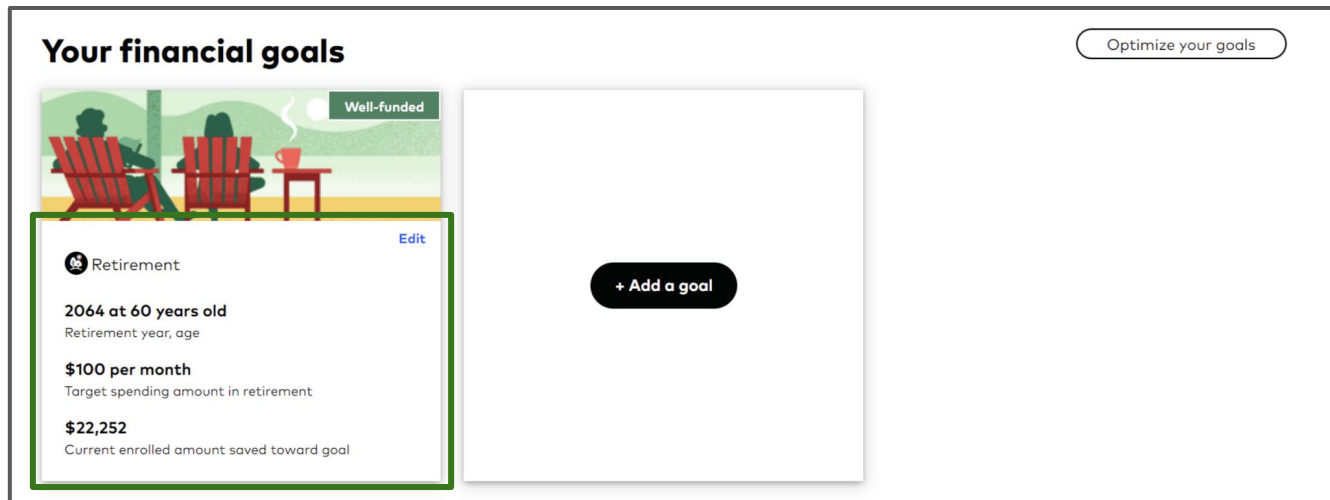 Your financial goals
Optimize your goals
Well-funded
Edit
Retirement
2064 at 60 years old
Retirement year, age
$100 per month
Target spending amount in retirement
$22,252
Current enrolled amount saved toward goal
+ Add a goal